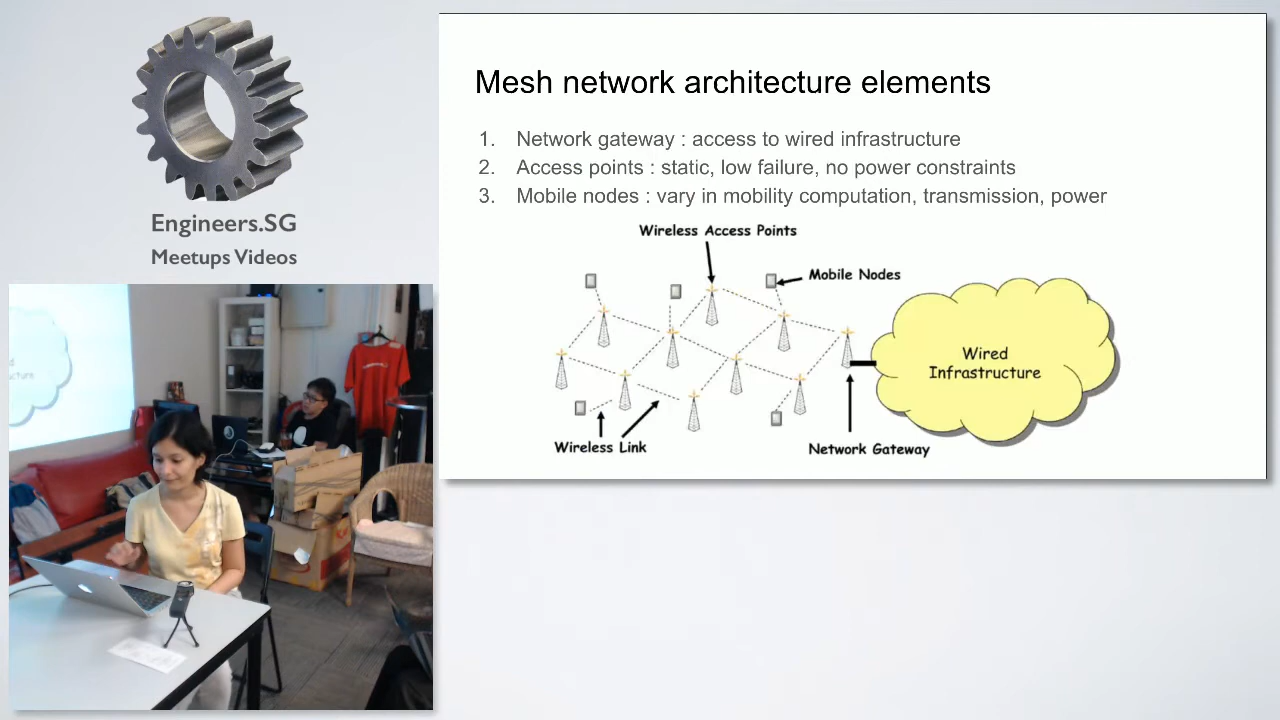 Engineers.SG
Meetups Videos
Mesh network architecture elements
1. Network gateway : access to wired infrastructure
2. Access points : static, low failure, no power constraints
3. Mobile nodes : vary in mobility computation, transmission, power
Wireless Access Points
Mobile Nodes
Wired
Infrastructure
Wireless Link
Network Gateway